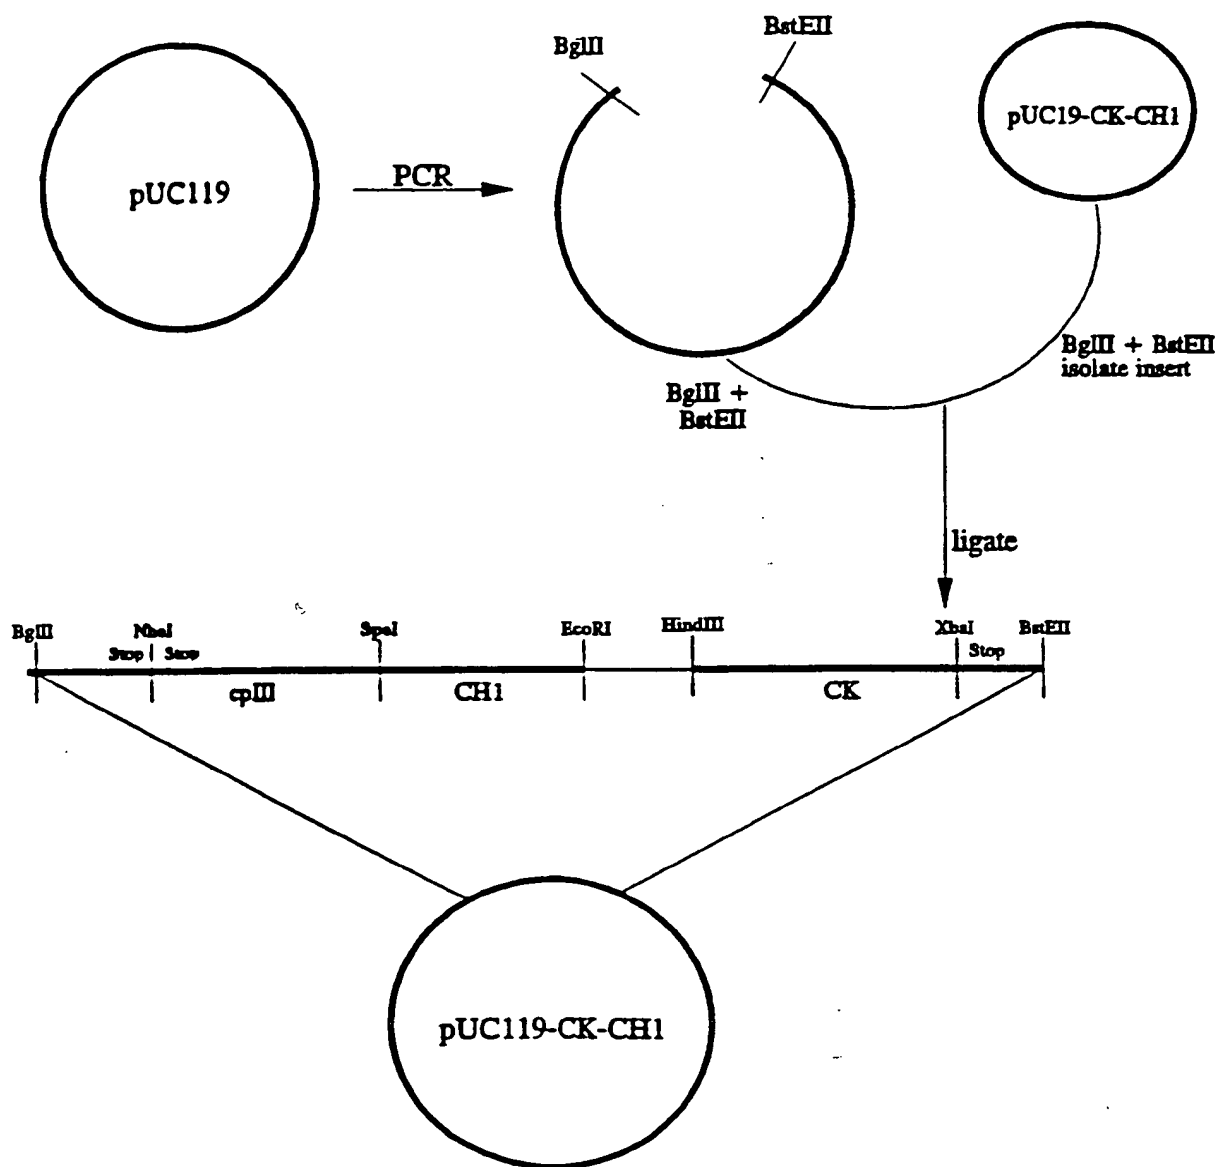 pUC119
PCR
BglII
BstEII
pUC19-CK-CH1
BglII +
BstEII
BglII + BstEII
isolate insert
ligate
BglII
NheI
SpeI
EcoRI
HindIII
XbaI
BstEII
Stop
Stop
Stop
cpIII
CH1
CK
pUC119-CK-CH1